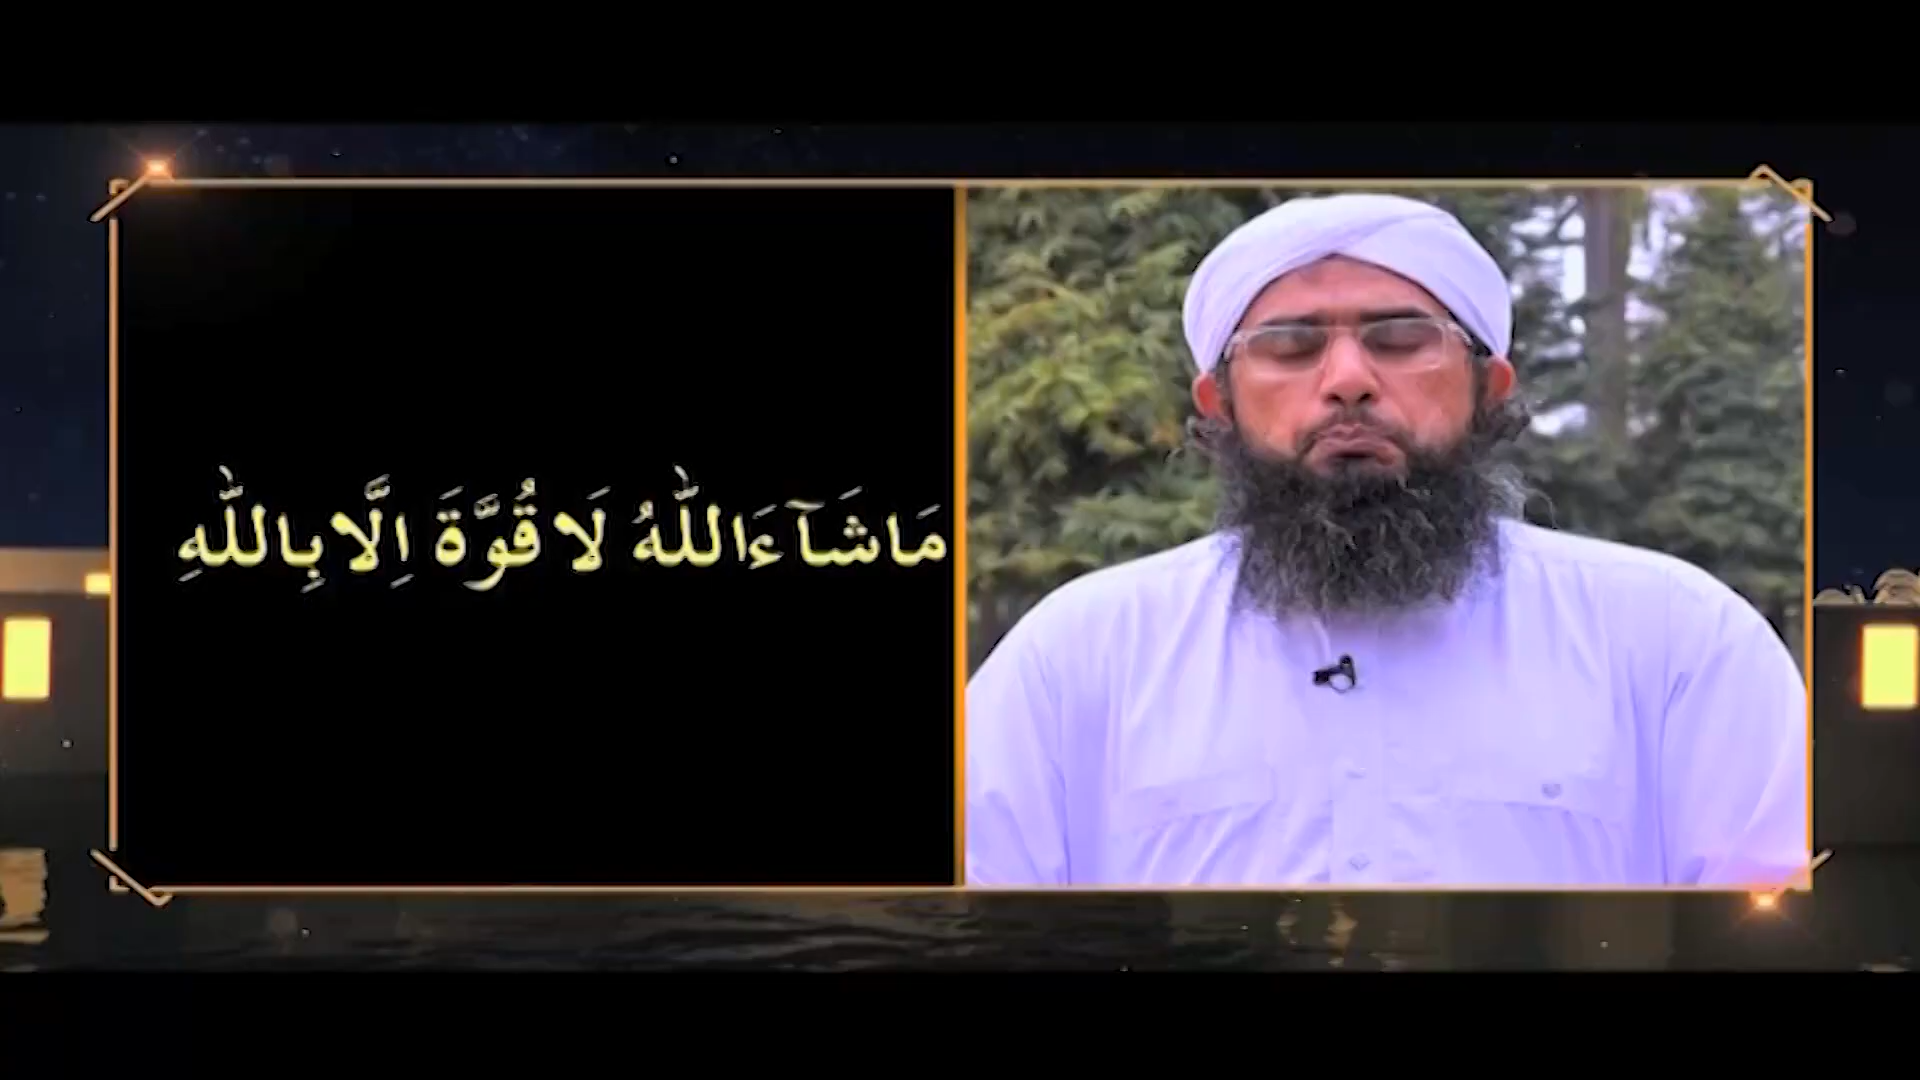 مَاشَآءَاللّٰهُ لَا قُوَّةَ اِلَّا بِاللّٰهِ